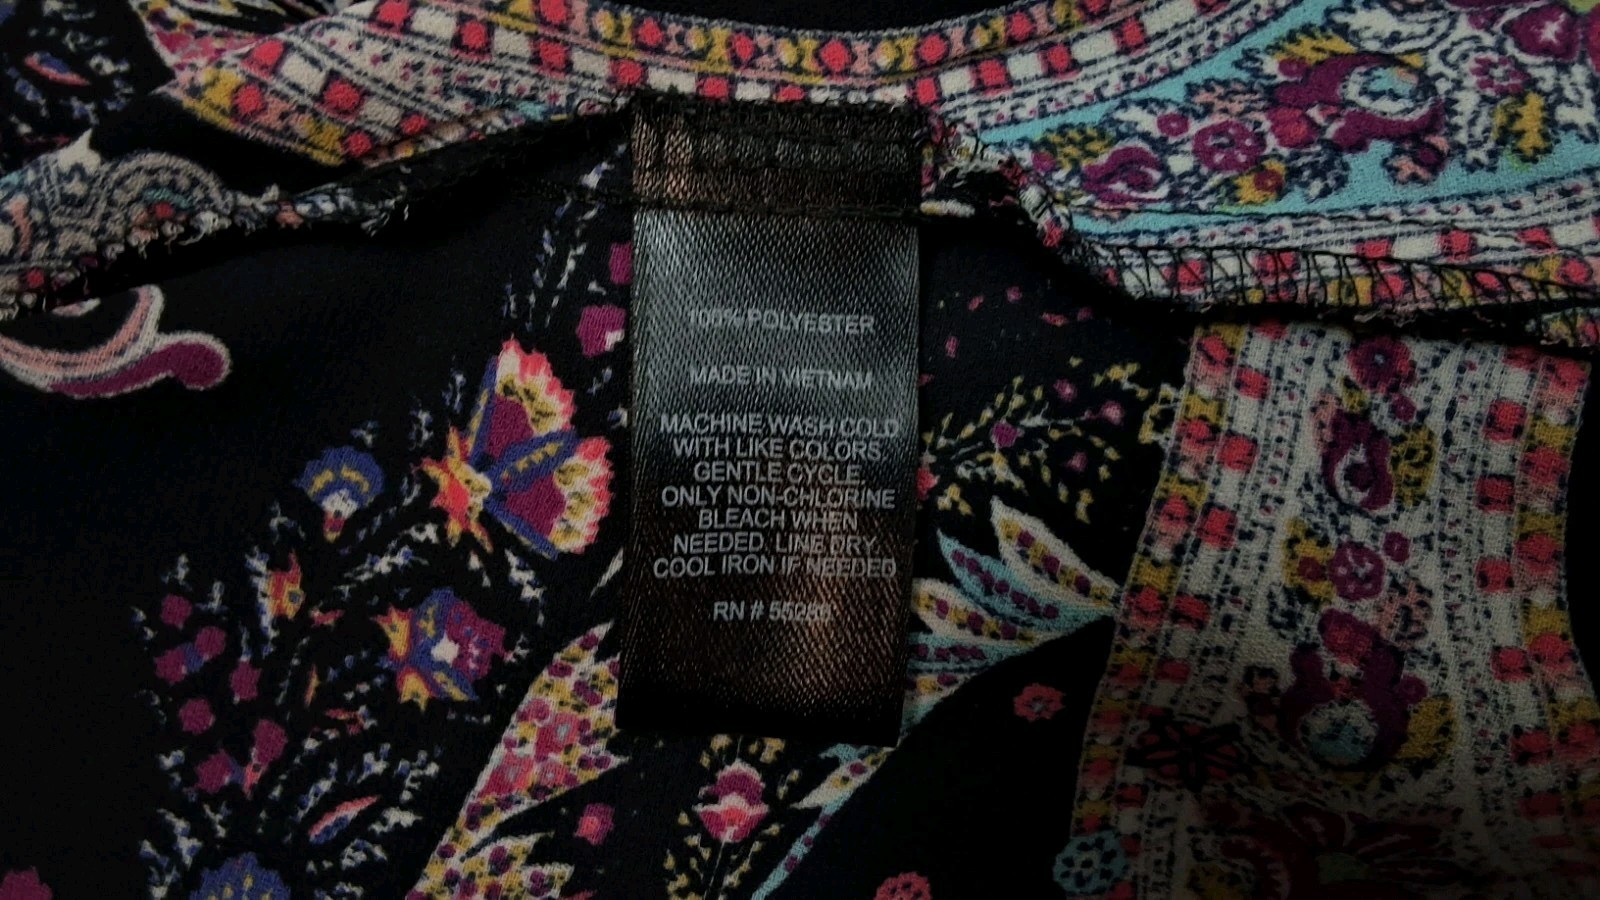 100% POLYESTER
MADE IN VIETNAM
MACHINE WASH COLD
WITH LIKE COLORS
GENTLE CYCLE.
ONLY NON-CHLORINE
BLEACH WHEN
NEEDED. LINE DRY.
COOL IRON IF NEEDED
RN #